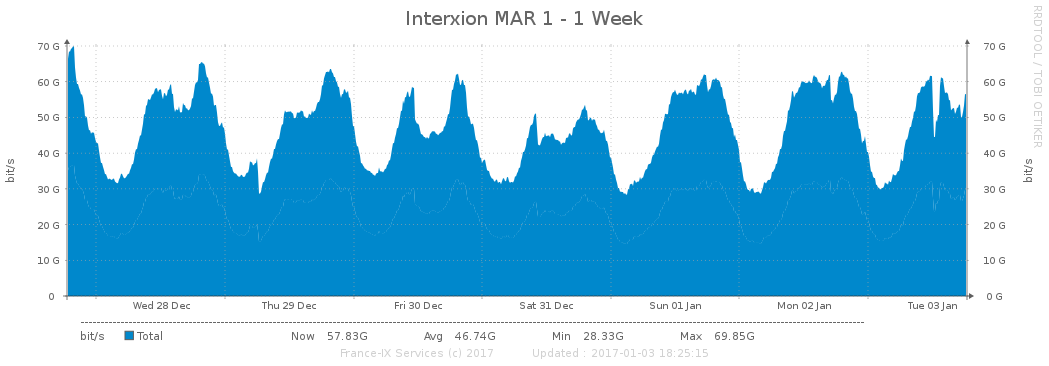 Interxion MAR 1 - 1 Week
RRDTOOL / TOBI OETIKER
70 G 70 G
60 G 60 G
50 G 50 G
40 G 40 G
30 G 30 G
20 G 20 G
10 G 10 G
0 0 G
bit/s
bit/s
Wed 28 Dec Thu 29 Dec Fri 30 Dec Sat 31 Dec Sun 01 Jan Mon 02 Jan Tue 03 Jan
bit/s Total Now 57.83G Avg 46.74G Min 28.33G Max 69.85G
France-IX Services (c) 2017 Updated : 2017-01-03 18:25:15